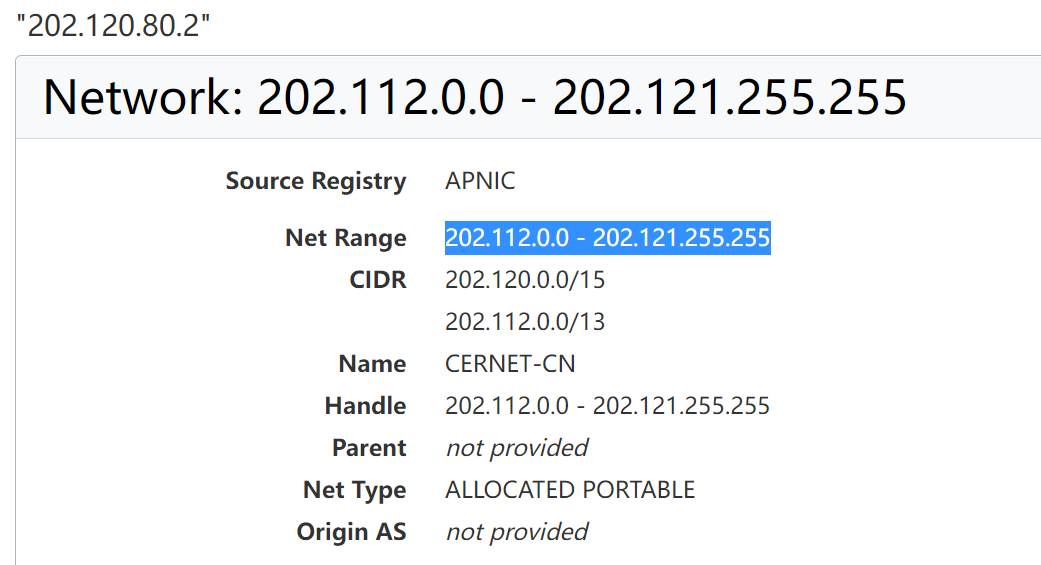 "202.120.80.2"
Network: 202.112.0.0 - 202.121.255.255
Source Registry APNIC
Net Range 202.112.0.0 - 202.121.255.255
CIDR 202.120.0.0/15
202.112.0.0/13
Name CERNET-CN
Handle 202.112.0.0 - 202.121.255.255
Parent not provided
Net Type ALLOCATED PORTABLE
Origin AS not provided